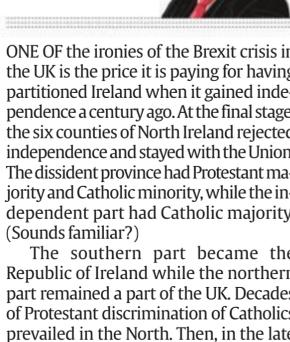 ONE OF the ironies of the Brexit crisis in
the UK is the price it is paying for having
partitioned Ireland when it gained inde-
pendence a century ago. At the final stage
the six counties of North Ireland rejected
independence and stayed with the Union
The dissident province had Protestant ma-
jority and Catholic minority, while the in-
dependent part had Catholic majority
(Sounds familiar?)
The southern part became the
Republic of Ireland while the northern
part remained a part of the UK. Decades
of Protestant discrimination of Catholics
prevailed in the North. Then, in the late